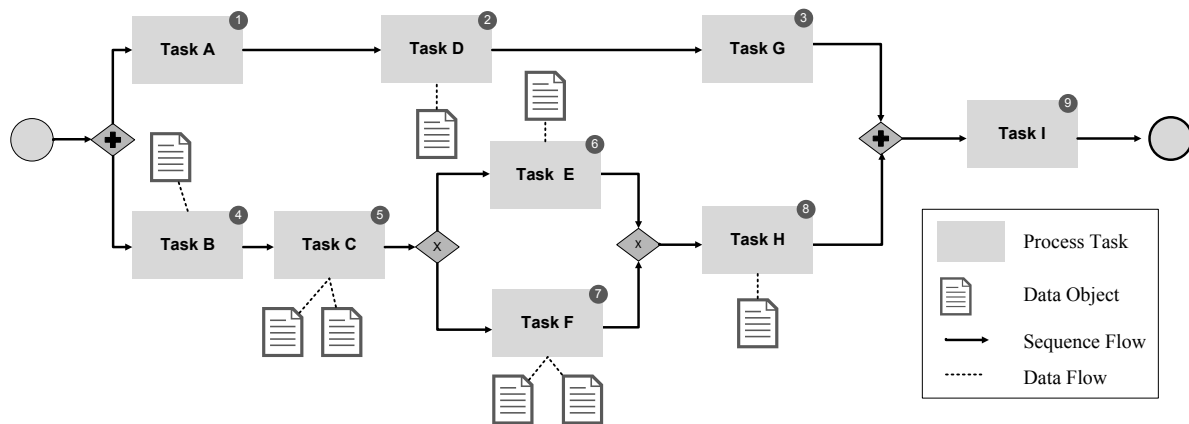 1
Task A
2
Task D
3
Task G
9
Task I
6
Task E
4
Task B
5
Task C
X
X
8
Task H
7
Task F
Process Task
Data Object
Sequence Flow
Data Flow